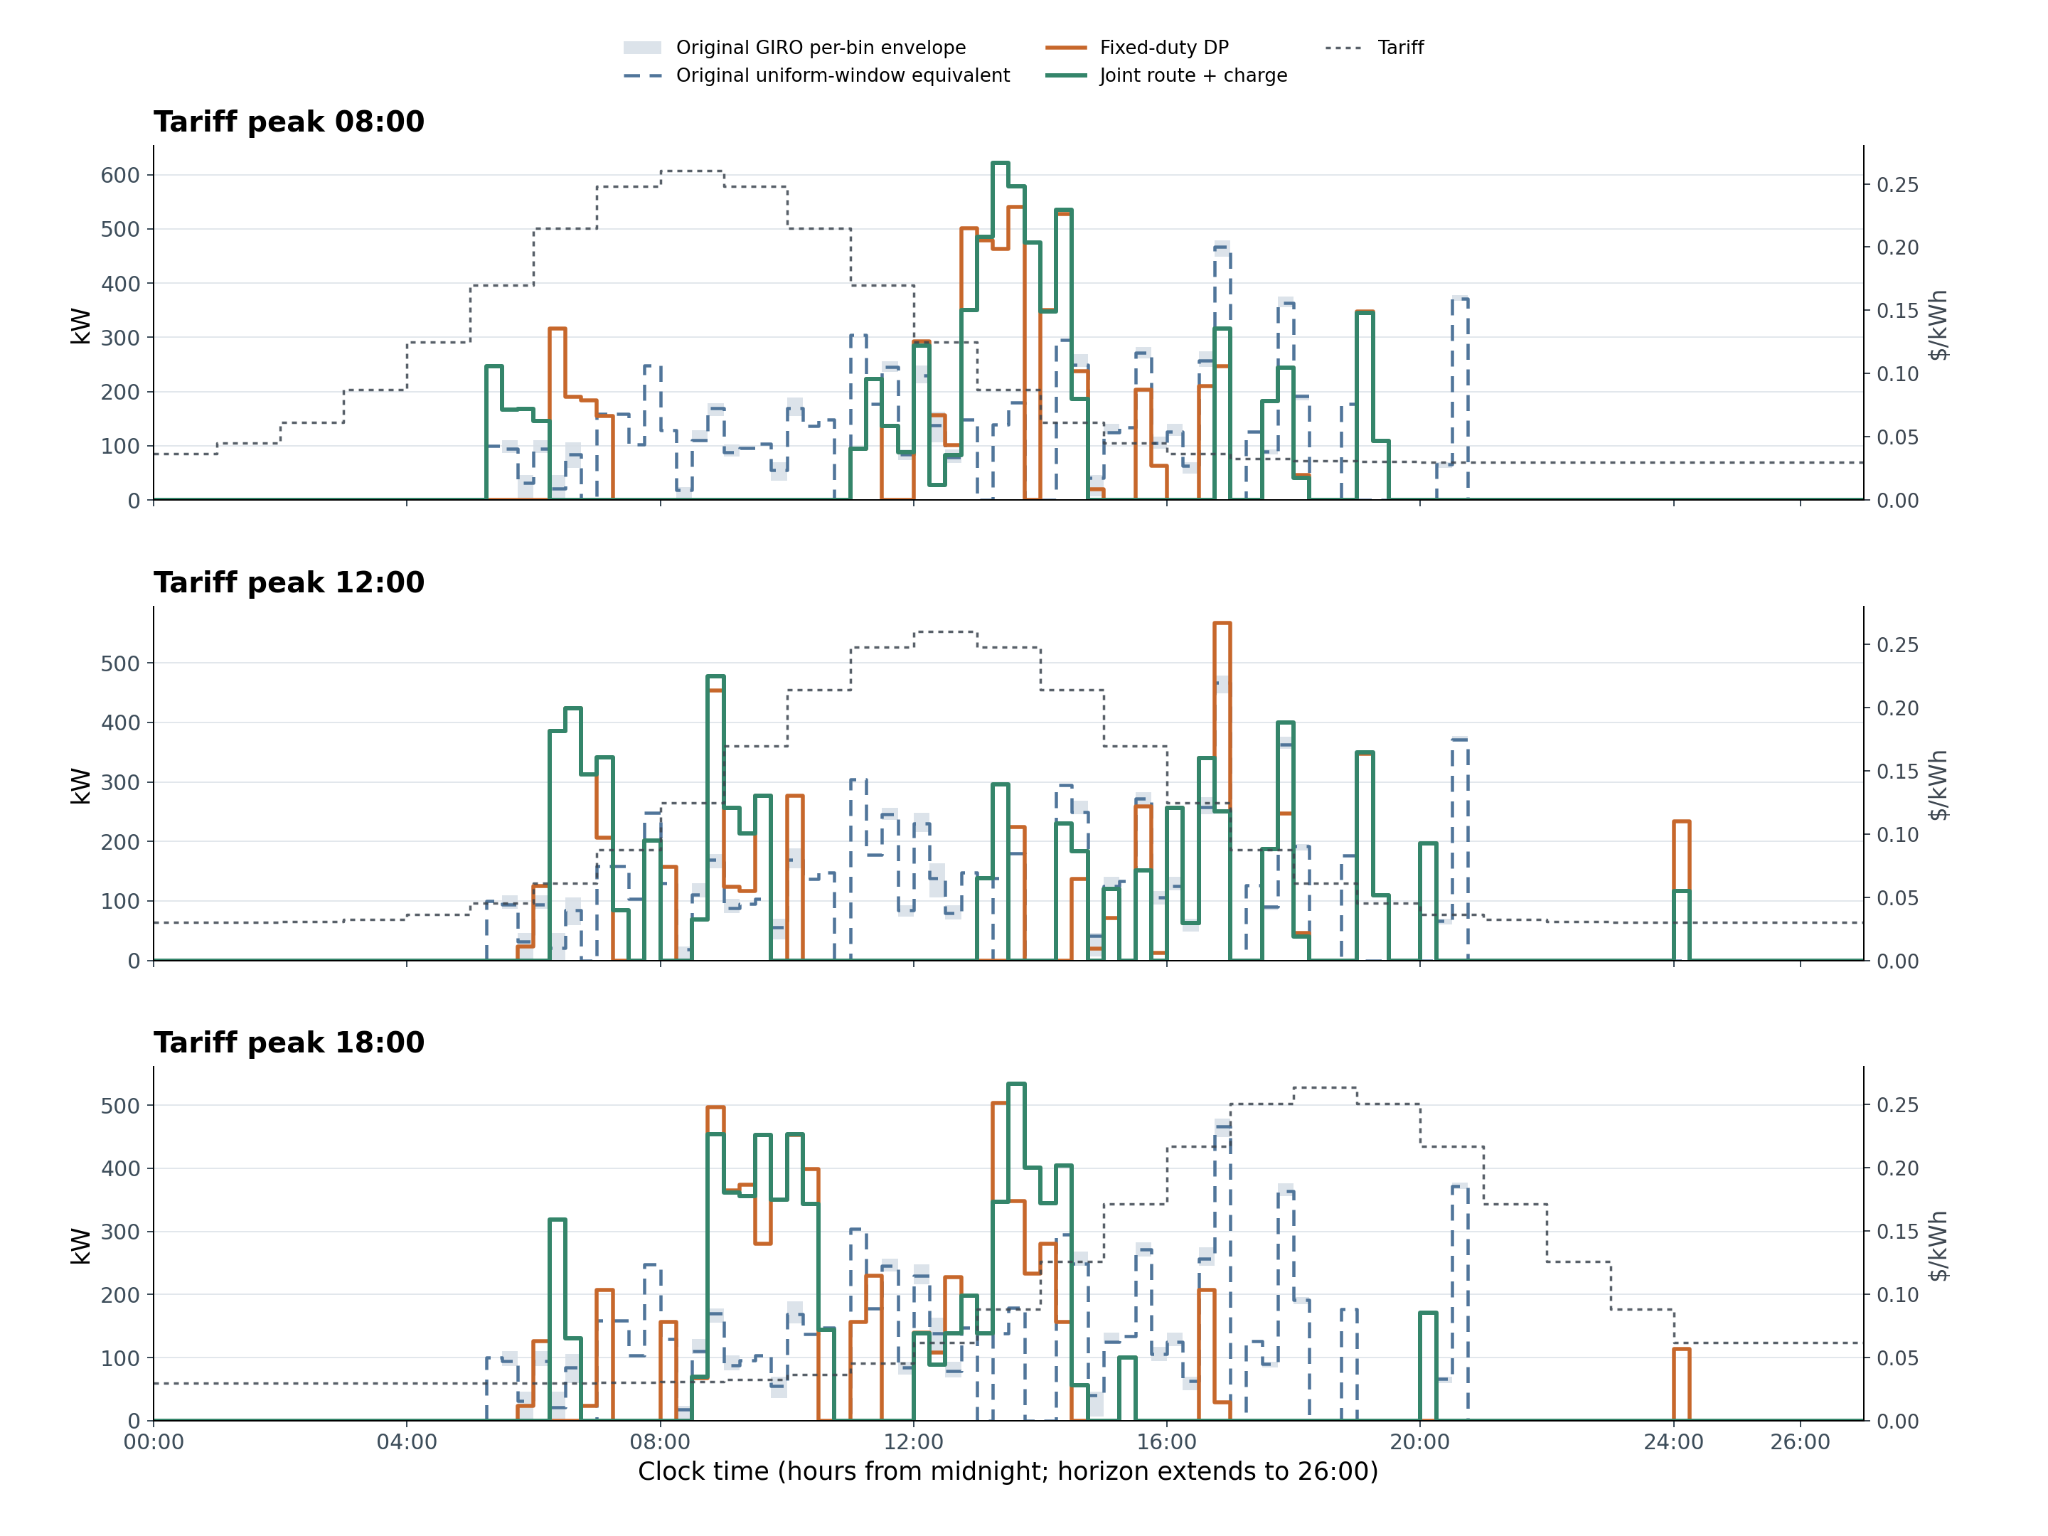 Original GIRO per-bin envelope
Original uniform-window equivalent
Fixed-duty DP
Joint route + charge
Tariff
Tariff peak 08:00
600
500
400
300
200
100
0
kW
0.25
0.20
0.15
0.10
0.05
0.00
$/kWh
Tariff peak 12:00
500
400
300
200
100
0
kW
0.25
0.20
0.15
0.10
0.05
0.00
$/kWh
Tariff peak 18:00
500
400
300
200
100
0
kW
0.25
0.20
0.15
0.10
0.05
0.00
$/kWh
00:00 04:00 08:00 12:00 16:00 20:00 24:00 26:00
Clock time (hours from midnight; horizon extends to 26:00)